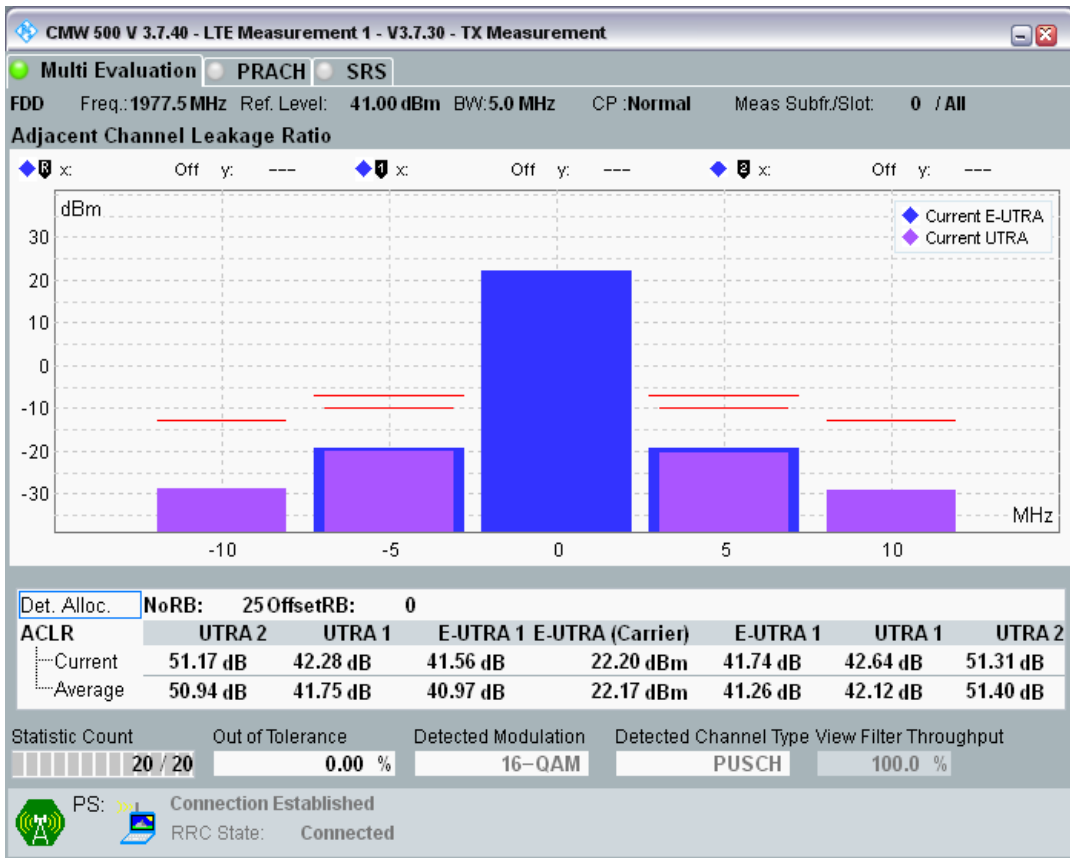 CMW 500 V 3.7.40 - LTE Measurement 1 - V3.7.30 - TX Measurement
Multi Evaluation PRACH SRS
FDD Freq.: 1977.5 MHz Ref. Level: 41.00 dBm BW: 5.0 MHz CP : Normal Meas Subfr./Slot: 0 / All
Adjacent Channel Leakage Ratio
R x: Off y: --- 1 x: Off y: --- 2 x: Off y: ---
dBm
Current E-UTRA
Current UTRA
30
20
10
0
-10
-20
-30
MHz
-10 -5 0 5 10
Det. Alloc. NoRB: 25 OffsetRB: 0
ACLR UTRA 2 UTRA 1 E-UTRA 1 E-UTRA (Carrier) E-UTRA 1 UTRA 1 UTRA 2
Current 51.17 dB 42.28 dB 41.56 dB 22.20 dBm 41.74 dB 42.64 dB 51.31 dB
Average 50.94 dB 41.75 dB 40.97 dB 22.17 dBm 41.26 dB 42.12 dB 51.40 dB
Statistic Count Out of Tolerance Detected Modulation Detected Channel Type View Filter Throughput
20 / 20 0.00 % 16-QAM PUSCH 100.0 %
PS: Connection Established
RRC State: Connected